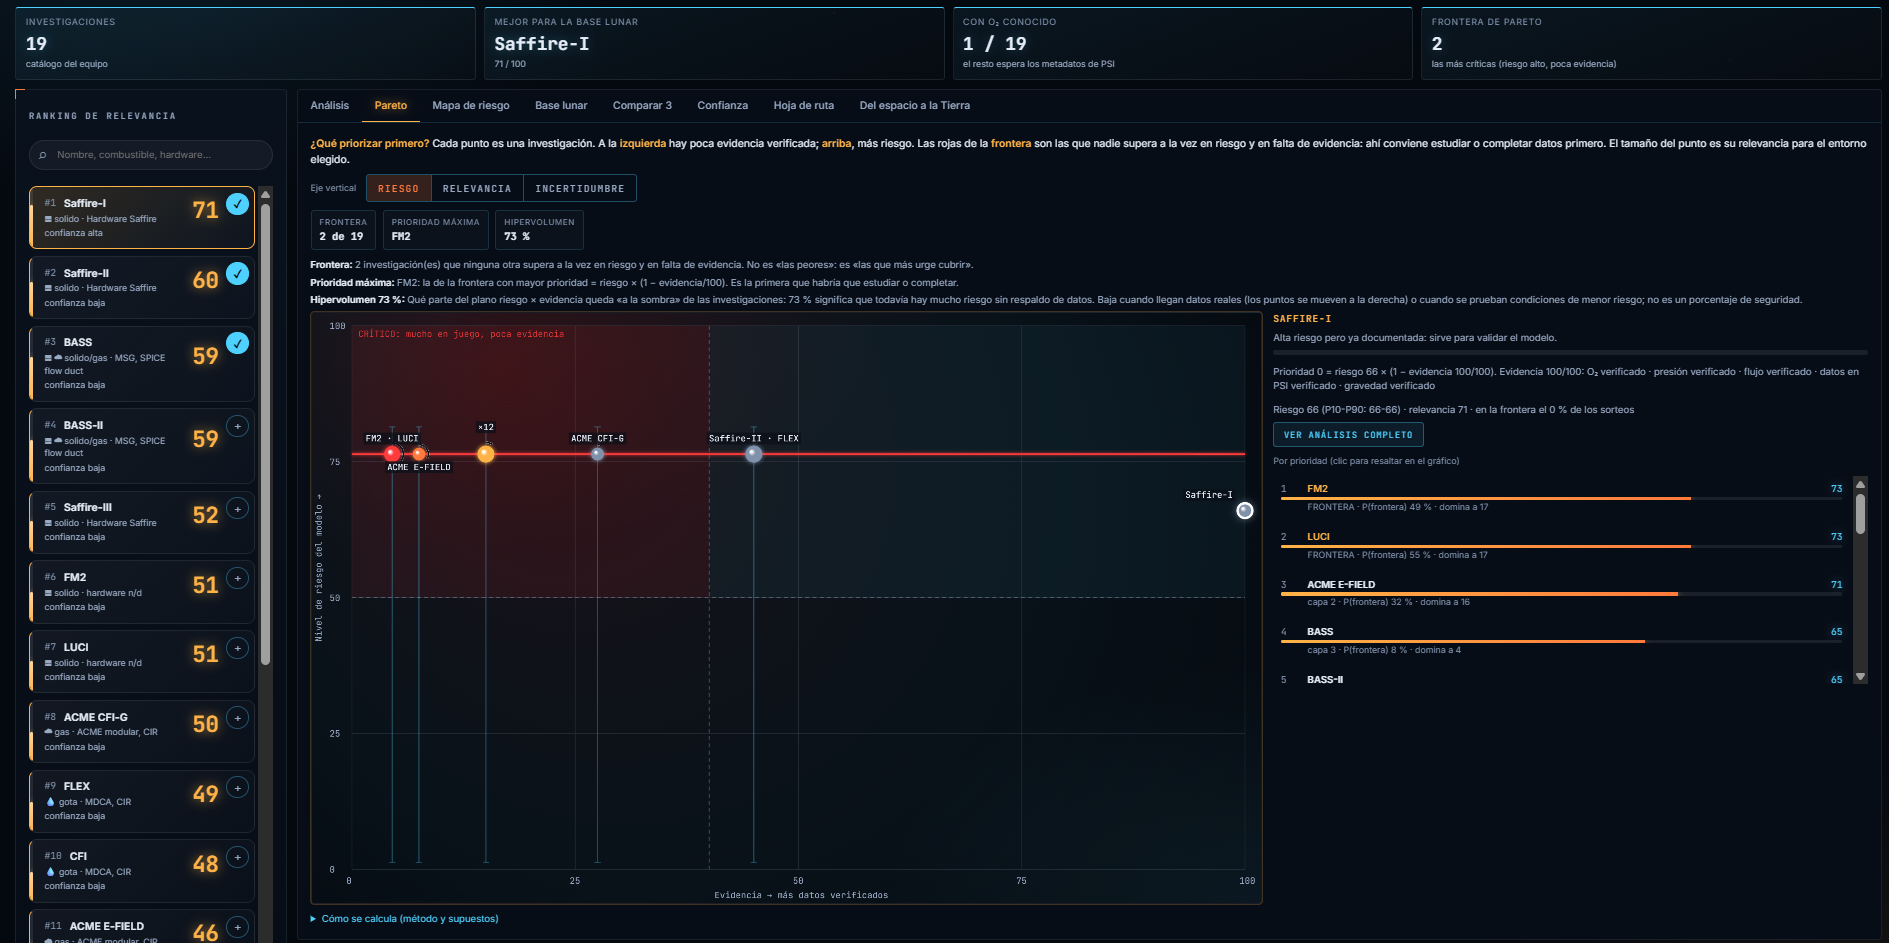 INVESTIGACIONES
19
catálogo del equipo
MEJOR PARA LA BASE LUNAR
Saffire-I
71 / 100
CON O₂ CONOCIDO
1 / 19
el resto espera los metadatos de PSI
FRONTERA DE PARETO
2
las más críticas (riesgo alto, poca evidencia)
RANKING DE RELEVANCIA
Nombre, combustible, hardware...
#1 Saffire-I
solido · Hardware Saffire
confianza alta
71
#2 Saffire-II
solido · Hardware Saffire
confianza baja
60
#3 BASS
solido/gas · MSG, SPICE
flow duct
confianza baja
59
#4 BASS-II
solido/gas · MSG, SPICE
flow duct
confianza baja
59
#5 Saffire-III
solido · Hardware Saffire
confianza baja
52
#6 FM2
solido · hardware n/d
confianza baja
51
#7 LUCI
solido · hardware n/d
confianza baja
51
#8 ACME CFI-G
gas · ACME modular, CIR
confianza baja
50
#9 FLEX
gota · MDCA, CIR
confianza baja
49
#10 CFI
gota · MDCA, CIR
confianza baja
48
#11 ACME E-FIELD
gas · ACME modular, CIR
46
Análisis Pareto Mapa de riesgo Base lunar Comparar 3 Confianza Hoja de ruta Del espacio a la Tierra
¿Qué priorizar primero? Cada punto es una investigación. A la izquierda hay poca evidencia verificada; arriba, más riesgo. Las rojas de la frontera son las que nadie supera a la vez en riesgo y en falta de evidencia: ahí conviene estudiar o completar datos primero. El tamaño del punto es su relevancia para el entorno
elegido.
Eje vertical RIESGO RELEVANCIA INCERTIDUMBRE
FRONTERA
2 de 19
PRIORIDAD MÁXIMA
FM2
HIPERVOLUMEN
73 %
Frontera: 2 investigación(es) que ninguna otra supera a la vez en riesgo y en falta de evidencia. No es «las peores»: es «las que más urge cubrir».
Prioridad máxima: FM2: la de la frontera con mayor prioridad = riesgo × (1 − evidencia/100). Es la primera que habría que estudiar o completar.
Hipervolumen 73 %: Qué parte del plano riesgo × evidencia queda «a la sombra» de las investigaciones: 73 % significa que todavía hay mucho riesgo sin respaldo de datos. Baja cuando llegan datos reales (los puntos se mueven a la derecha) o cuando se prueban condiciones de menor riesgo; no es un porcentaje de seguridad.
100
CRÍTICO: mucho en juego, poca evidencia
×12
FM2 · LUCI
ACME CFI-G
Saffire-II · FLEX
75
ACME E-FIELD
Saffire-I
Nivel de riesgo del modelo →
50
25
0
0 25 50 75 100
Evidencia → más datos verificados
Cómo se calcula (método y supuestos)
SAFFIRE-I
Alta riesgo pero ya documentada: sirve para validar el modelo.
Prioridad 0 = riesgo 66 × (1 − evidencia 100/100). Evidencia 100/100: O₂ verificado · presión verificado · flujo verificado · datos en
PSI verificado · gravedad verificado
Riesgo 66 (P10-P90: 66-66) · relevancia 71 · en la frontera el 0 % de los sorteos
VER ANÁLISIS COMPLETO
Por prioridad (clic para resaltar en el gráfico)
1 FM2 73
FRONTERA · P(frontera) 49 % · domina a 17
2 LUCI 73
FRONTERA · P(frontera) 55 % · domina a 17
3 ACME E-FIELD 71
capa 2 · P(frontera) 32 % · domina a 16
4 BASS 65
capa 3 · P(frontera) 8 % · domina a 4
5 BASS-II 65